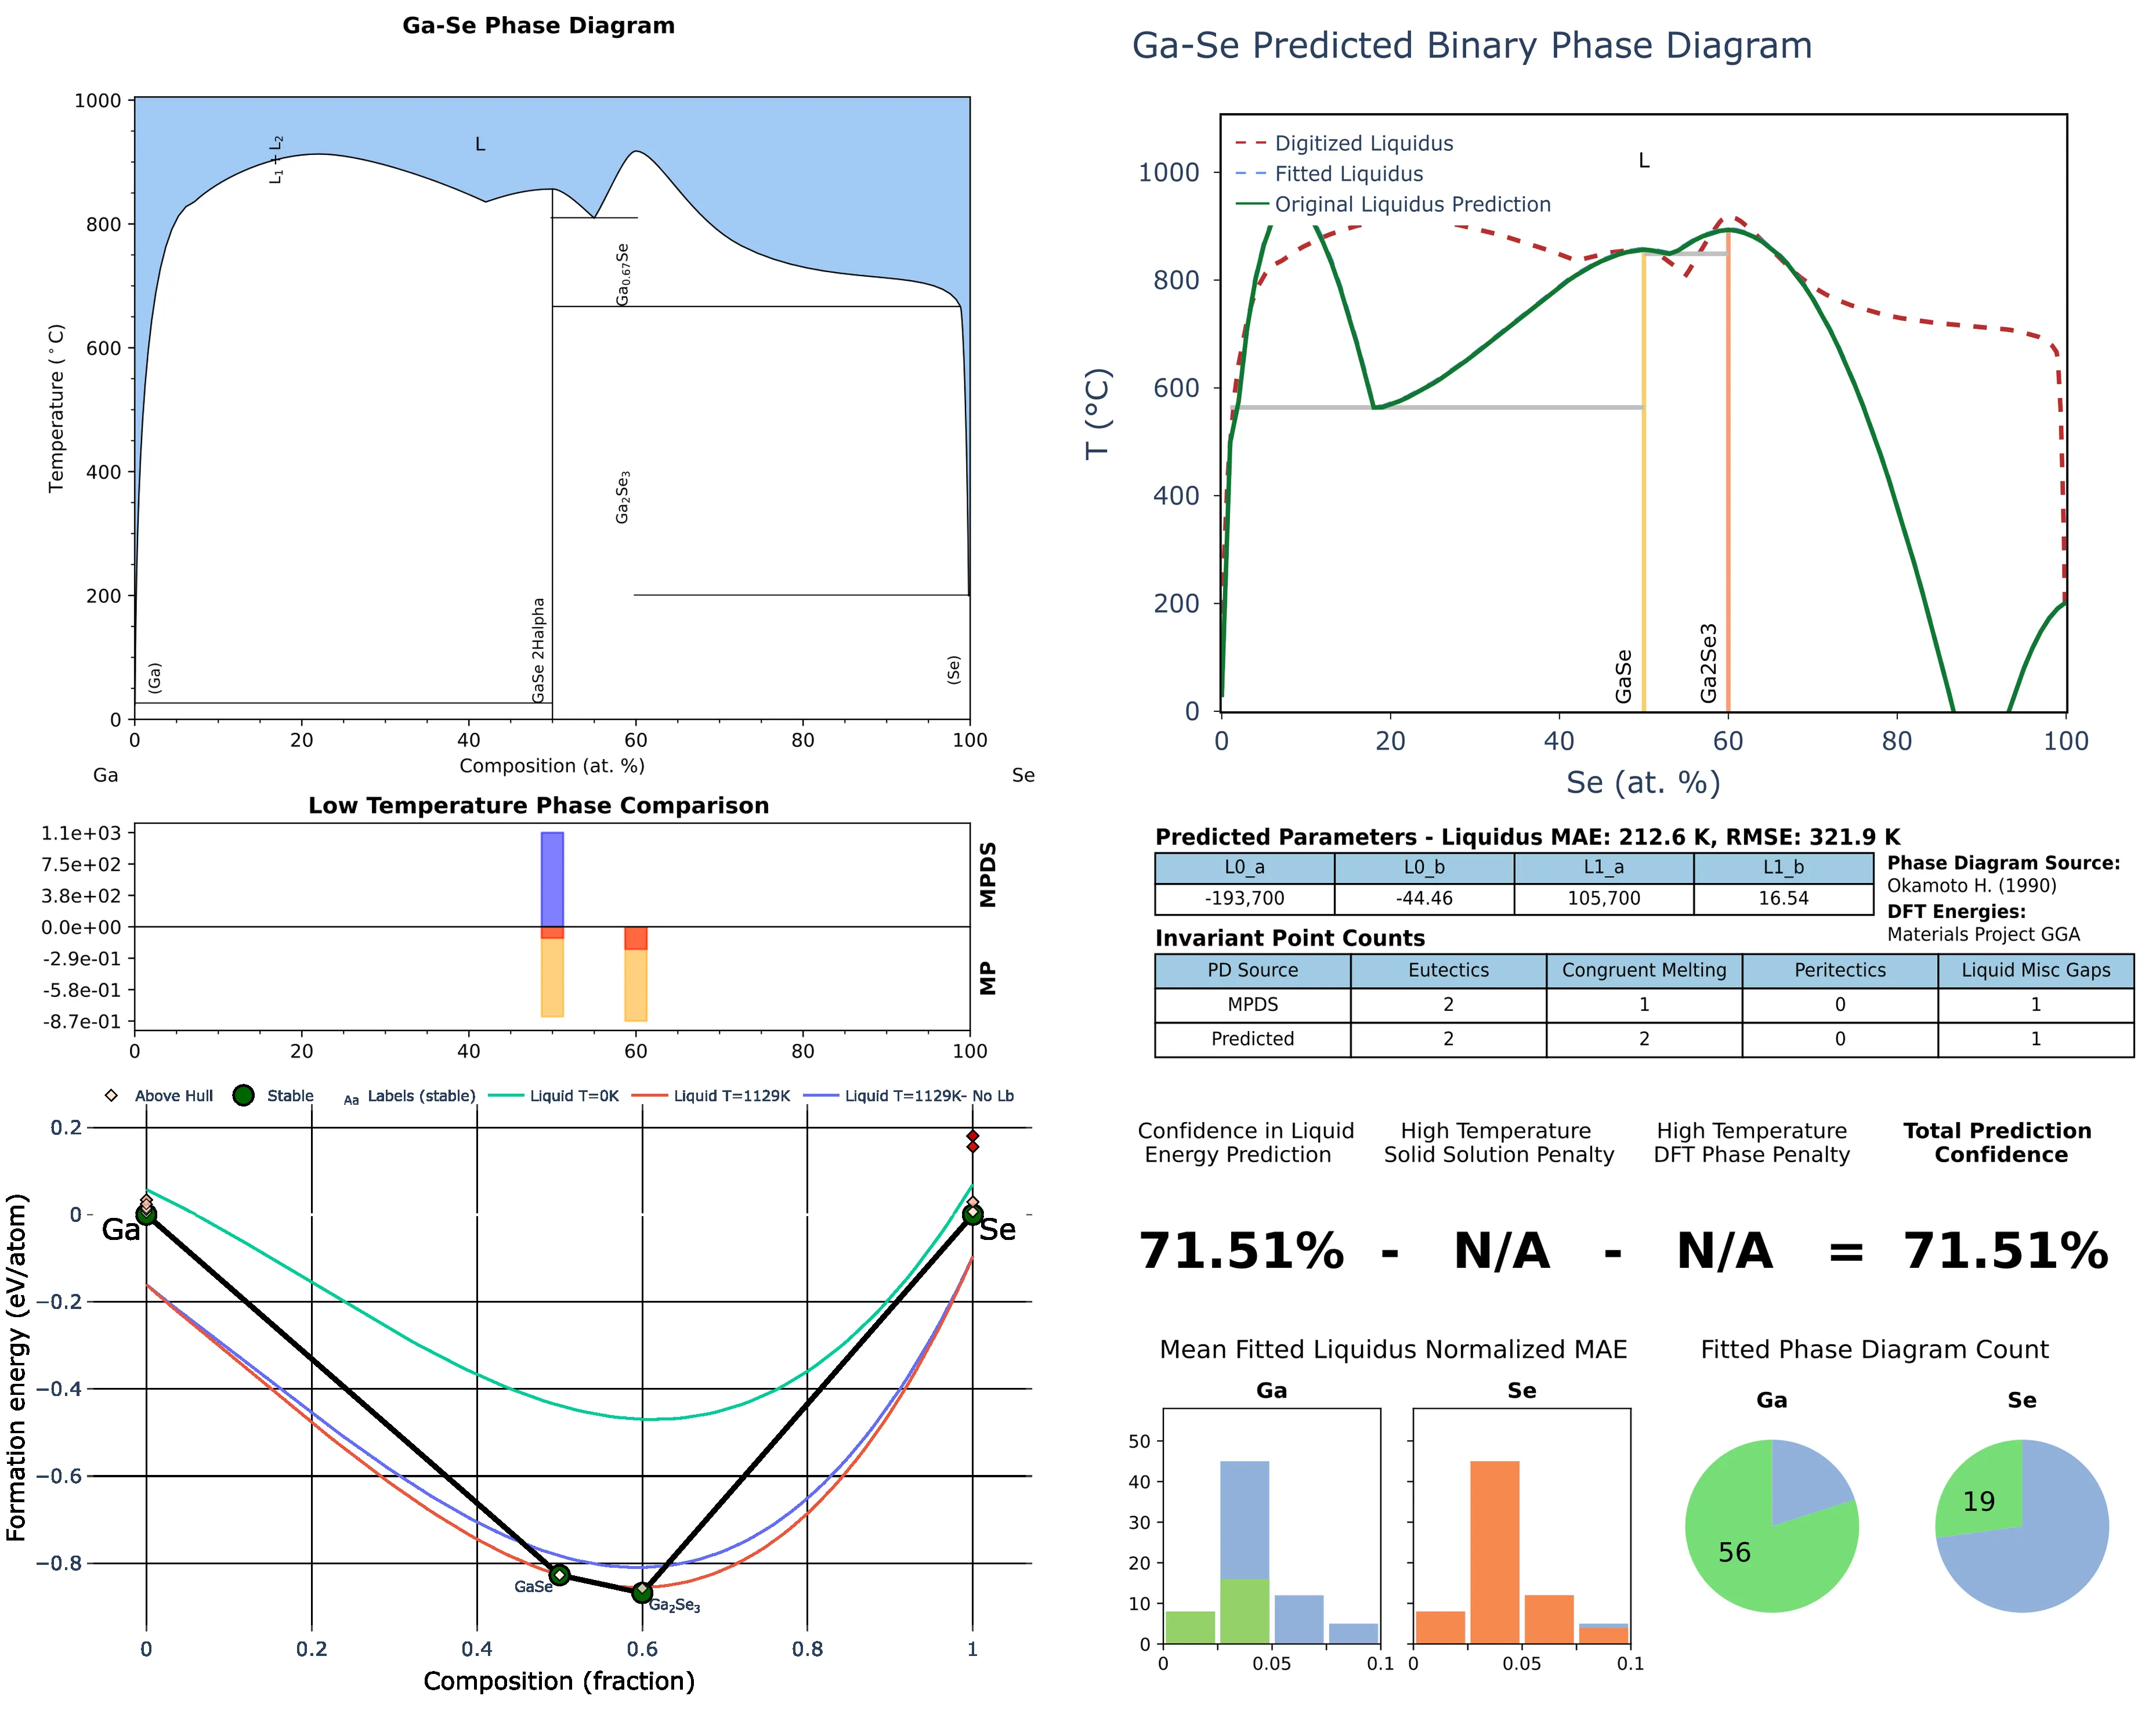 Ga-Se Phase Diagram
1000
800
600
400
200
0
Temperature (°C)
L₁ + L₂
L
Ga₀.₆₇Se
Ga₂Se₃
GaSe 2Halpha
(Ga)
(Se)
0 20 40 60 80 100
Composition (at. %)
Ga Se
Low Temperature Phase Comparison
1.1e+03
7.5e+02
3.8e+02
0.0e+00
-2.9e-01
-5.8e-01
-8.7e-01
MPDS
MP
0 20 40 60 80 100
Above Hull Stable Aa Labels (stable) Liquid T=0K Liquid T=1129K Liquid T=1129K- No Lb
0.2
0
−0.2
−0.4
−0.6
−0.8
Formation energy (eV/atom)
Ga
Se
GaSe
Ga₂Se₃
0 0.2 0.4 0.6 0.8 1
Composition (fraction)
Ga-Se Predicted Binary Phase Diagram
Digitized Liquidus
Fitted Liquidus
Original Liquidus Prediction
L
1000
800
600
400
200
0
T (°C)
GaSe
Ga2Se3
0 20 40 60 80 100
Se (at. %)
Predicted Parameters - Liquidus MAE: 212.6 K, RMSE: 321.9 K
L0_a L0_b L1_a L1_b
-193,700 -44.46 105,700 16.54
Phase Diagram Source:
Okamoto H. (1990)
DFT Energies:
Materials Project GGA
Invariant Point Counts
PD Source Eutectics Congruent Melting Peritectics Liquid Misc Gaps
MPDS 2 1 0 1
Predicted 2 2 0 1
Confidence in Liquid
Energy Prediction
High Temperature
Solid Solution Penalty
High Temperature
DFT Phase Penalty
Total Prediction
Confidence
71.51% - N/A - N/A = 71.51%
Mean Fitted Liquidus Normalized MAE
Ga
Se
50
40
30
20
10
0
0 0.05 0.1
0 0.05 0.1
Fitted Phase Diagram Count
Ga
Se
56
19